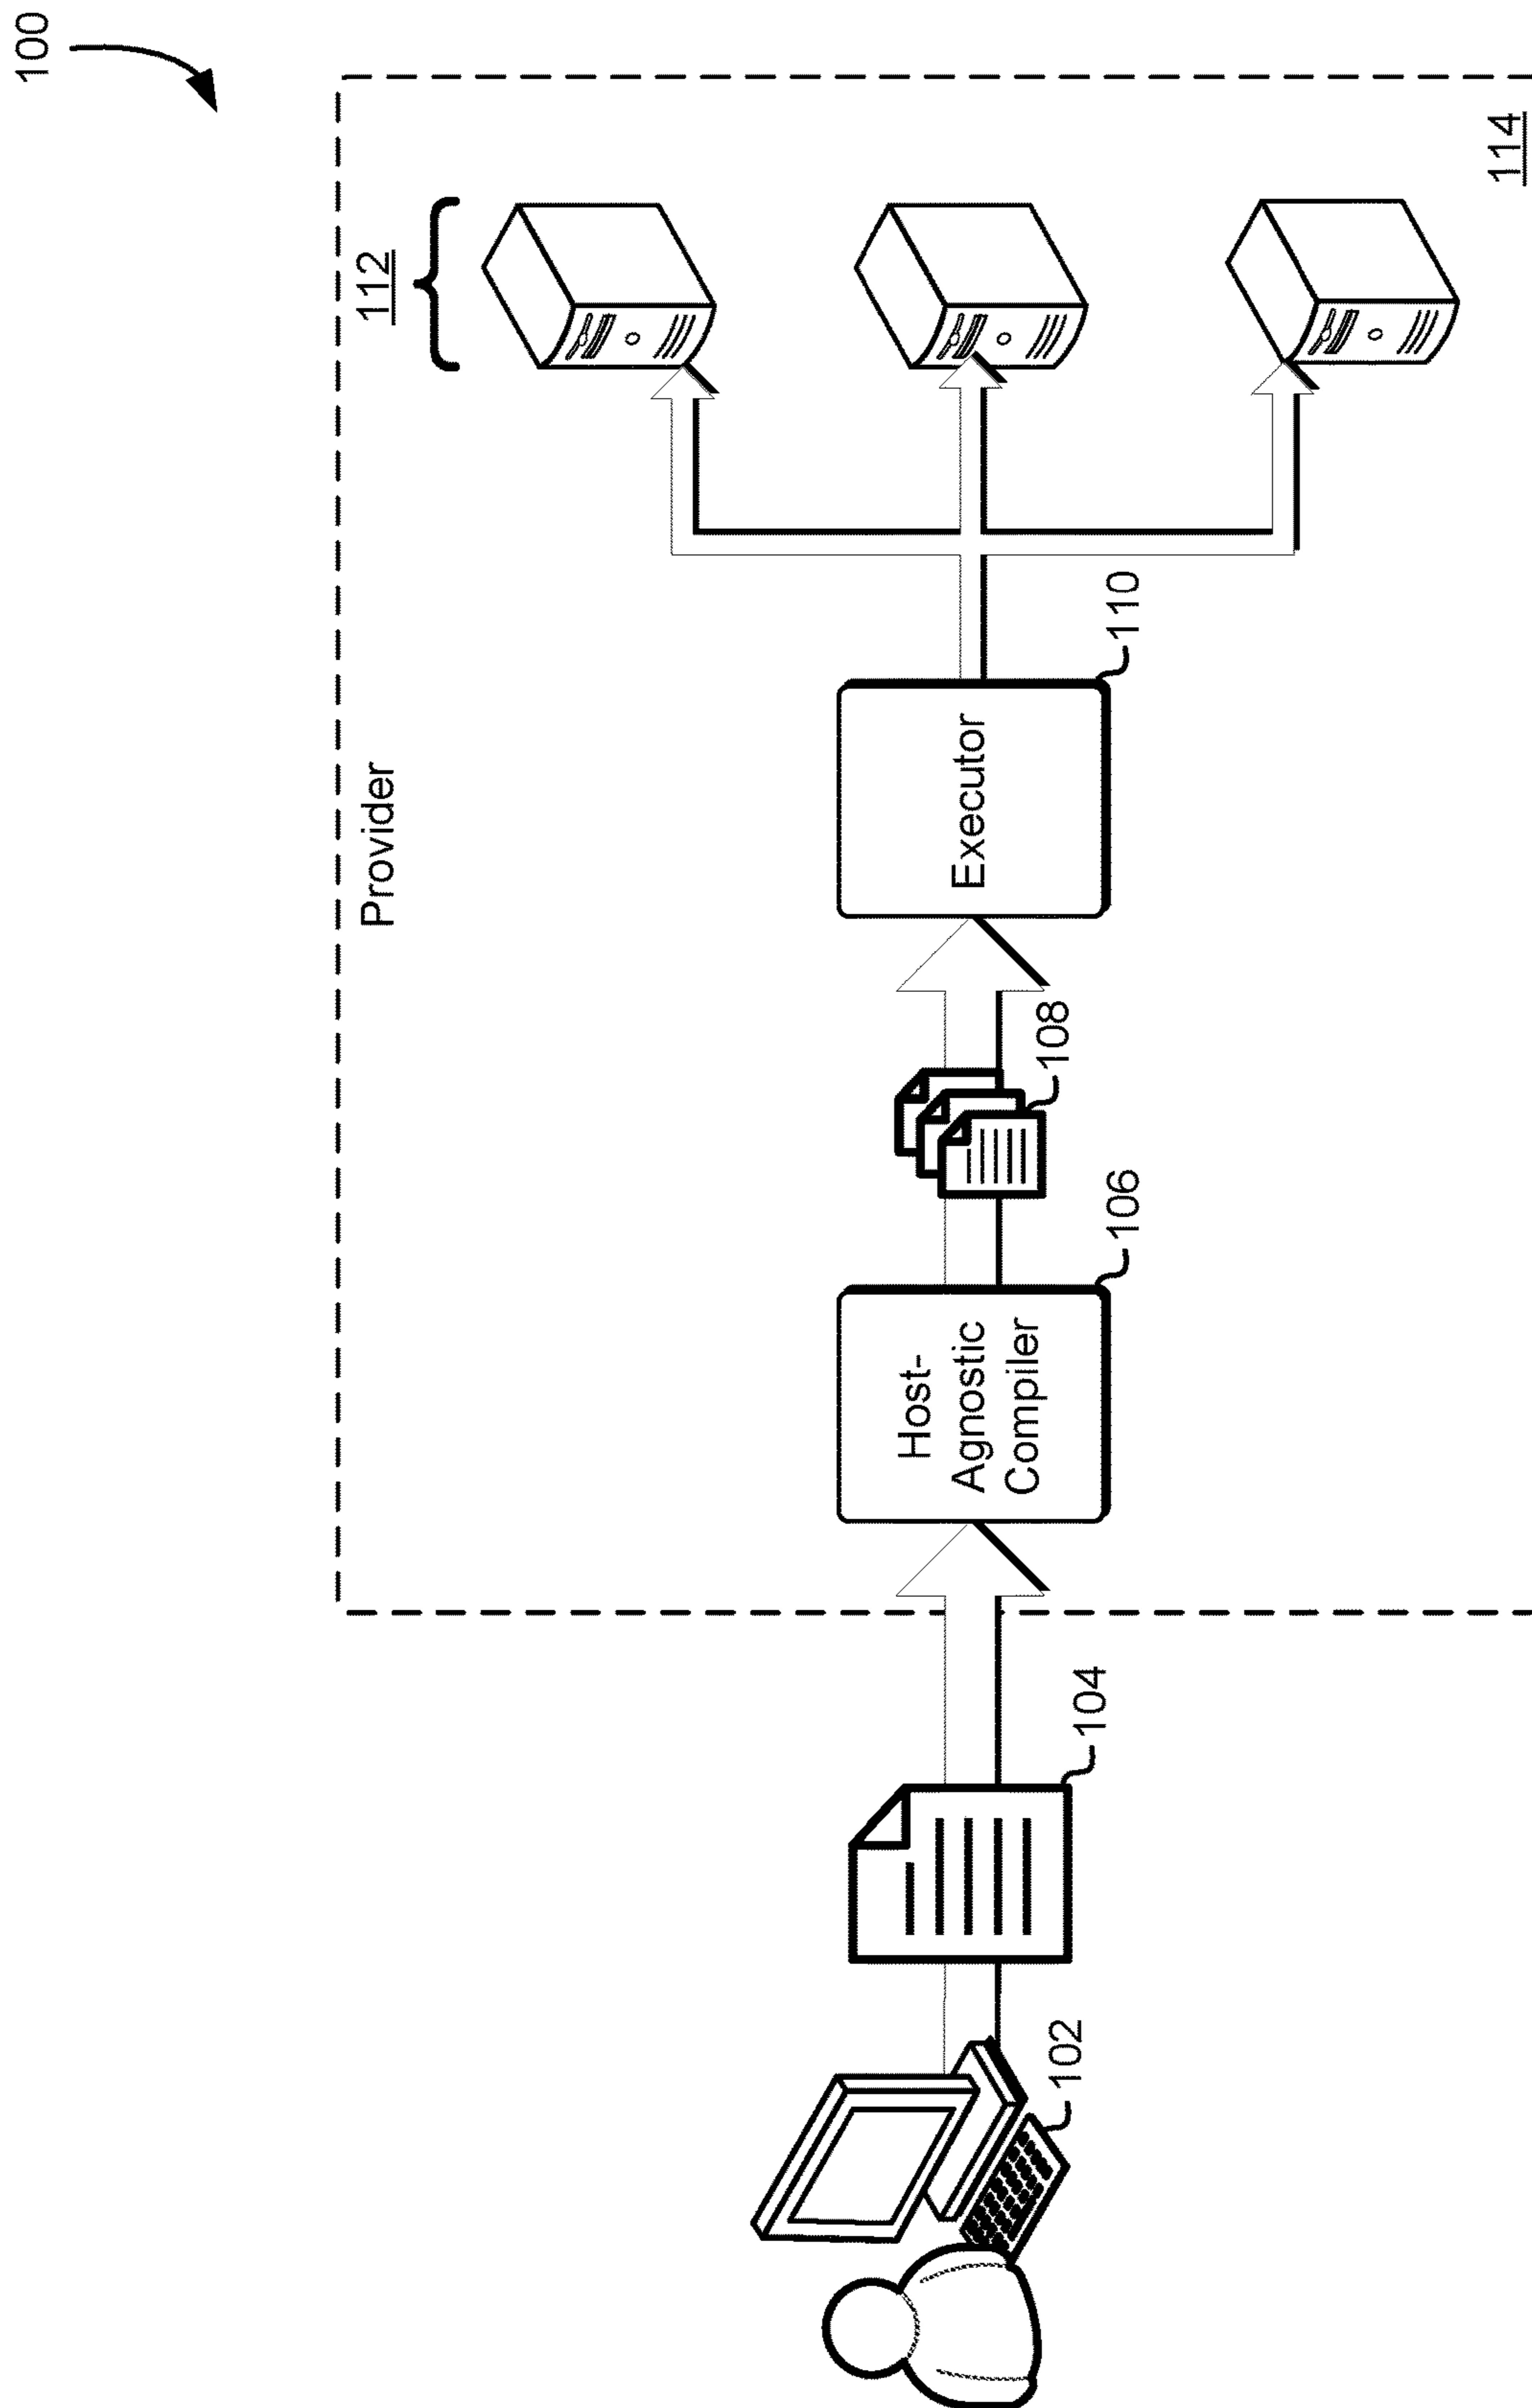 100
Provider
112
114
Executor
110
108
Host-
Agnostic
Compiler
106
104
102